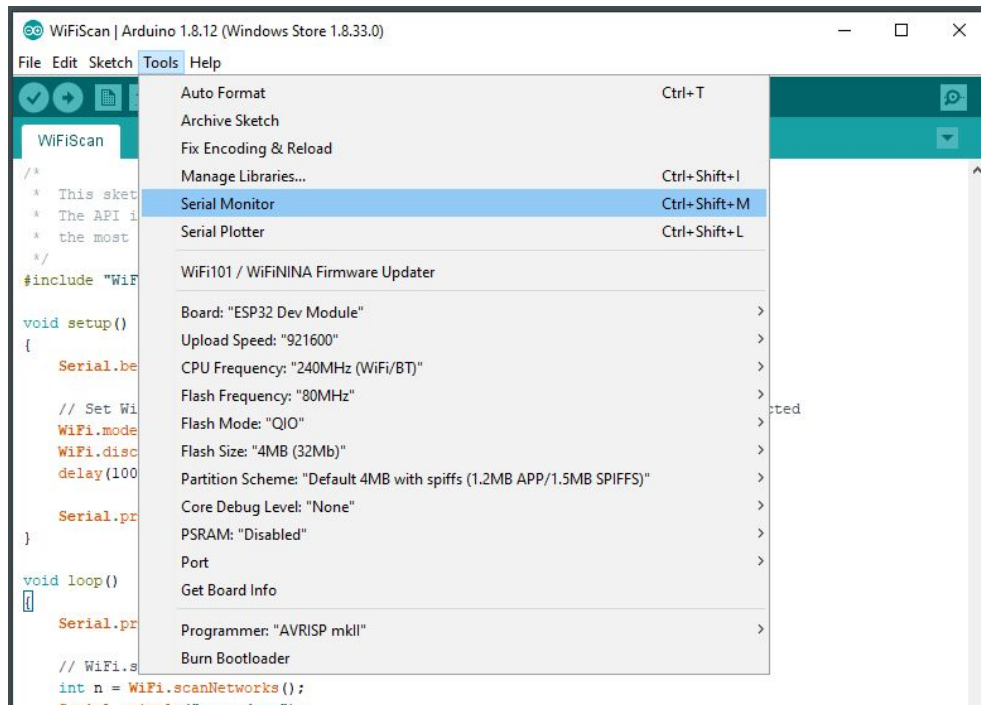 WiFiScan | Arduino 1.8.12 (Windows Store 1.8.33.0)
File Edit Sketch Tools Help
Auto Format Ctrl+T
Archive Sketch
WiFiScan
Fix Encoding & Reload
/*
Manage Libraries... Ctrl+Shift+I
* This sket
Serial Monitor Ctrl+Shift+M
* The API i
* the most
Serial Plotter Ctrl+Shift+L
*/
WiFi101 / WiFiNINA Firmware Updater
#include "WiF
Board: "ESP32 Dev Module"
void setup()
Upload Speed: "921600"
{
Serial.be
CPU Frequency: "240MHz (WiFi/BT)"
Flash Frequency: "80MHz"
// Set Wi cted
Flash Mode: "QIO"
WiFi.mode
WiFi.disc
Flash Size: "4MB (32Mb)"
delay(100
Partition Scheme: "Default 4MB with spiffs (1.2MB APP/1.5MB SPIFFS)"
Core Debug Level: "None"
Serial.pr
PSRAM: "Disabled"
}
Port
void loop()
Get Board Info
{
Serial.pr
Programmer: "AVRISP mkII"
Burn Bootloader
// WiFi.s
int n = WiFi.scanNetworks();